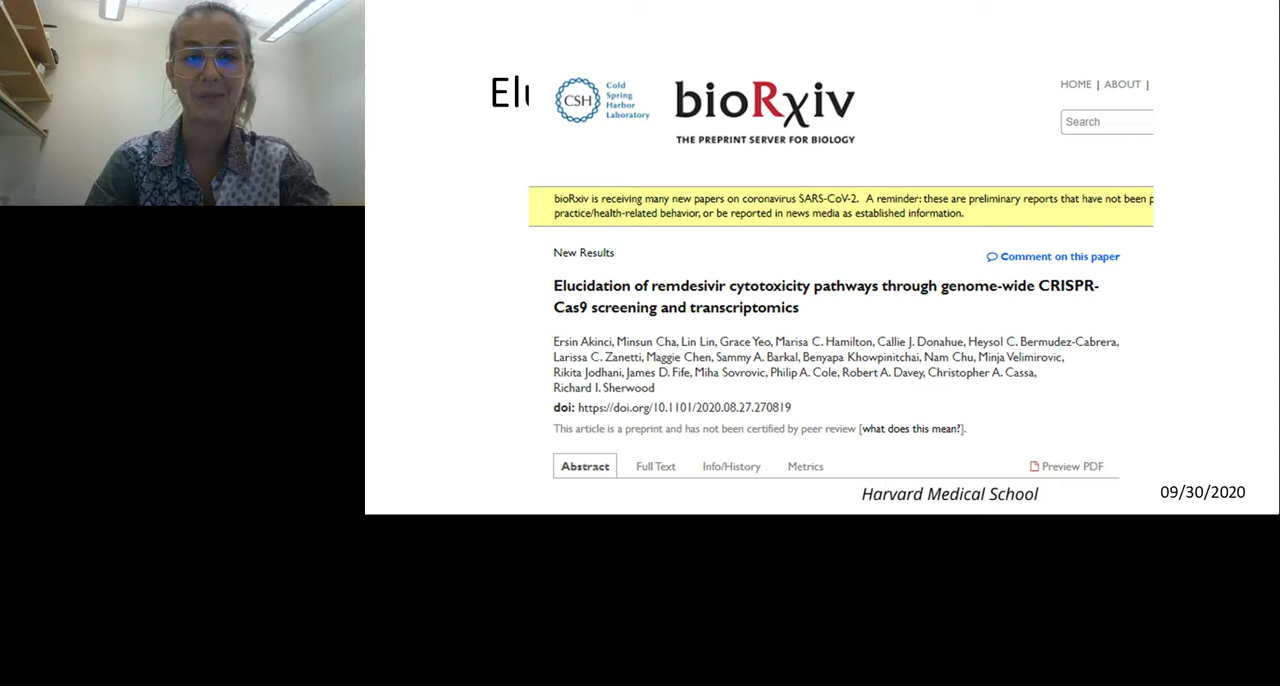 Elu
CSH
Cold
Spring
Harbor
Laboratory
bioRχiv
THE PREPRINT SERVER FOR BIOLOGY
HOME | ABOUT |
Search
bioRxiv is receiving many new papers on coronavirus SARS-CoV-2. A reminder: these are preliminary reports that have not been p
practice/health-related behavior, or be reported in news media as established information.
New Results
Comment on this paper
Elucidation of remdesivir cytotoxicity pathways through genome-wide CRISPR-
Cas9 screening and transcriptomics
Ersin Akinci, Minsun Cha, Lin Lin, Grace Yeo, Marisa C. Hamilton, Callie J. Donahue, Heysol C. Bermudez-Cabrera,
Larissa C. Zanetti, Maggie Chen, Sammy A. Barkal, Benyapa Khowpinitchai, Nam Chu, Minja Velimirovic,
Rikita Jodhani, James D. Fife, Miha Sovrovic, Philip A. Cole, Robert A. Davey, Christopher A. Cassa,
Richard I. Sherwood
doi: https://doi.org/10.1101/2020.08.27.270819
This article is a preprint and has not been certified by peer review [what does this mean?].
Abstract Full Text Info/History Metrics Preview PDF
Harvard Medical School
09/30/2020